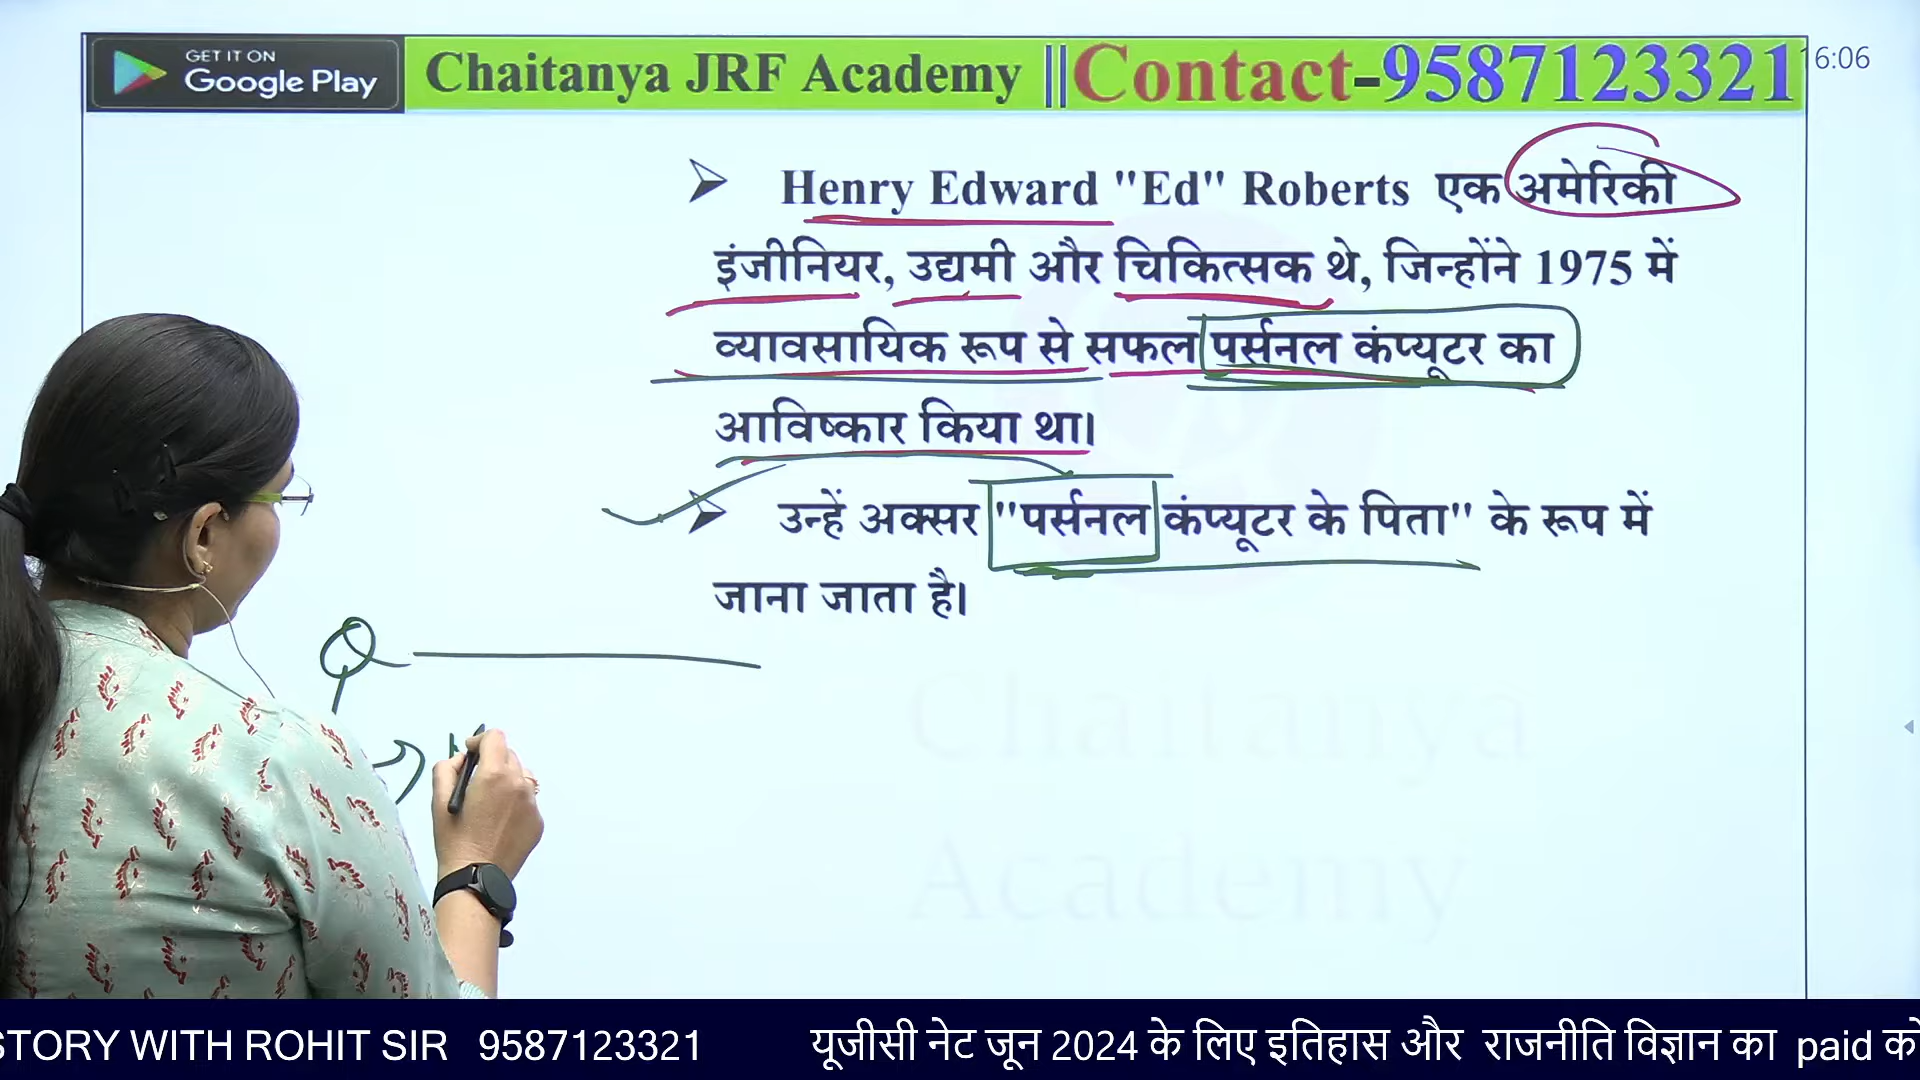 GET IT ON
Google Play
Chaitanya JRF Academy || Contact-9587123321
16:06
➤ Henry Edward "Ed" Roberts एक अमेरिकी
इंजीनियर, उद्यमी और चिकित्सक थे, जिन्होंने 1975 में
व्यावसायिक रूप से सफल पर्सनल कंप्यूटर का
आविष्कार किया था।
➤ उन्हें अक्सर "पर्सनल कंप्यूटर के पिता" के रूप में
जाना जाता है।
Q
Chaitanya
Academy
STORY WITH ROHIT SIR 9587123321 यूजीसी नेट जून 2024 के लिए इतिहास और राजनीति विज्ञान का paid को